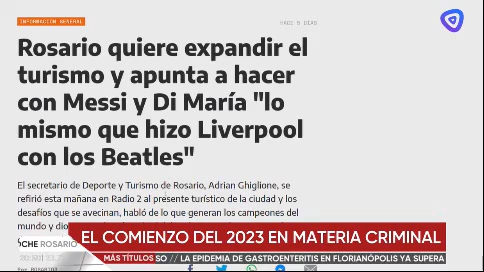 INFORMACIÓN GENERAL
HACE 5 DÍAS
Rosario quiere expandir el
turismo y apunta a hacer
con Messi y Di María "lo
mismo que hizo Liverpool
con los Beatles"
El secretario de Deporte y Turismo de Rosario, Adrian Ghiglione, se
refirió esta mañana en Radio 2 al presente turístico de la ciudad y los
desafíos que se avecinan, habló de lo que generan los campeones del
mundo y
ROSARIO
EL COMIENZO DEL 2023 EN MATERIA CRIMINAL
MÁS TÍTULOS SO // LA EPIDEMIA DE GASTROENTERITIS EN FLORIANÓPOLIS YA SUPERA